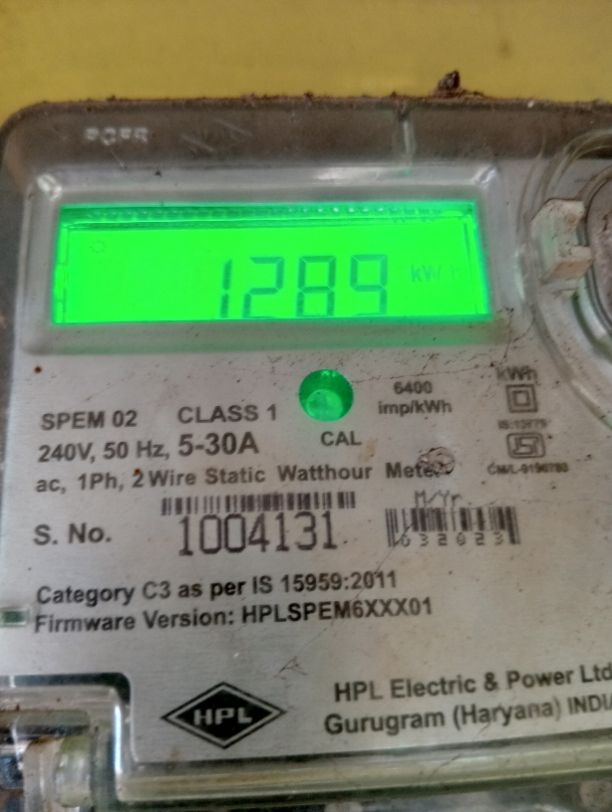 1289 kWh
SPEM 02 CLASS 1
6400
imp/kWh
kWh
240V, 50 Hz, 5-30A
CAL
ac, 1Ph, 2 Wire Static Watthour Meter
M/Yr.
S. No.
1004131
632023
Category C3 as per IS 15959:2011
Firmware Version: HPLSPEM6XXX01
HPL
HPL Electric & Power Ltd
Gurugram (Haryana) INDIA